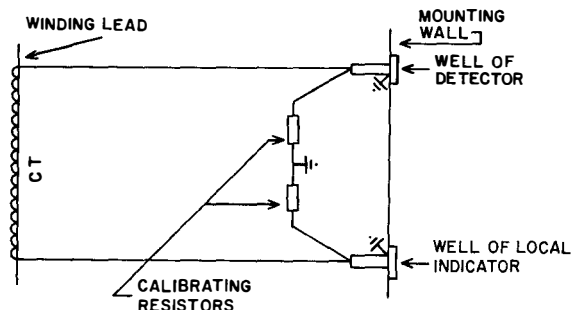 WINDING LEAD
MOUNTING
WALL
WELL OF
DETECTOR
CT
WELL OF LOCAL
INDICATOR
CALIBRATING
RESISTORS